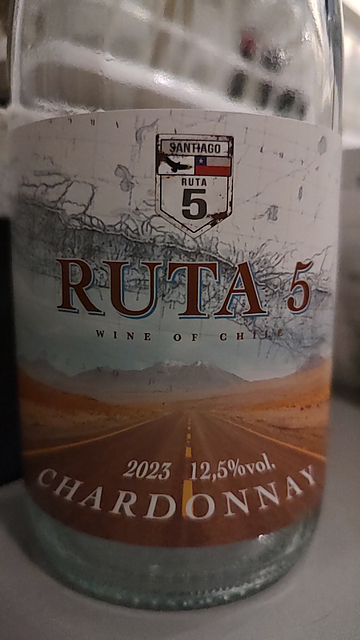 SANTIAGO
RUTA
5
RUTA 5
WINE OF CHILE
2023 12,5%vol.
CHARDONNAY